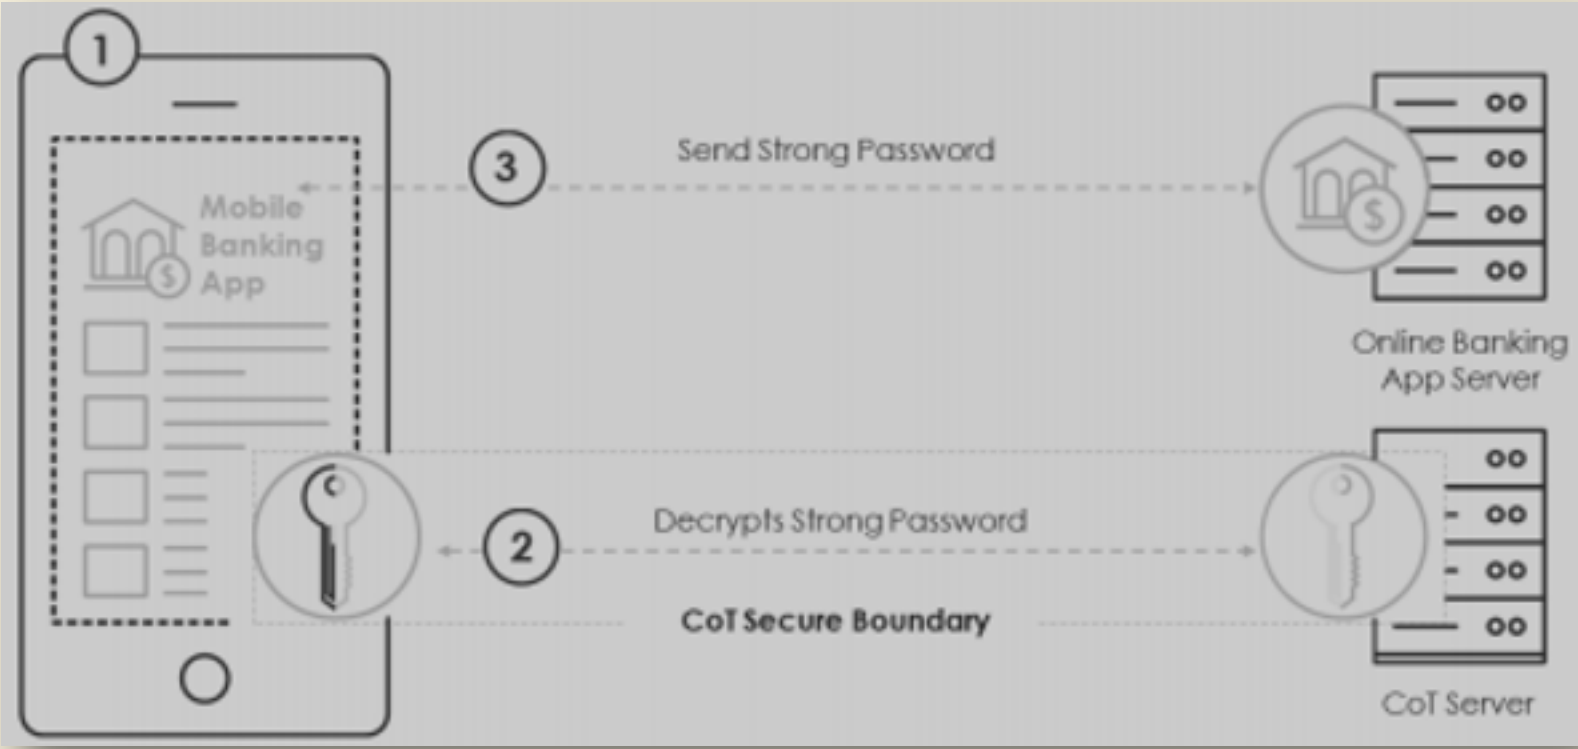 1
3
Send Strong Password
Mobile
Banking
App
$
$
Online Banking
App Server
2
Decrypts Strong Password
CoT Secure Boundary
CoT Server